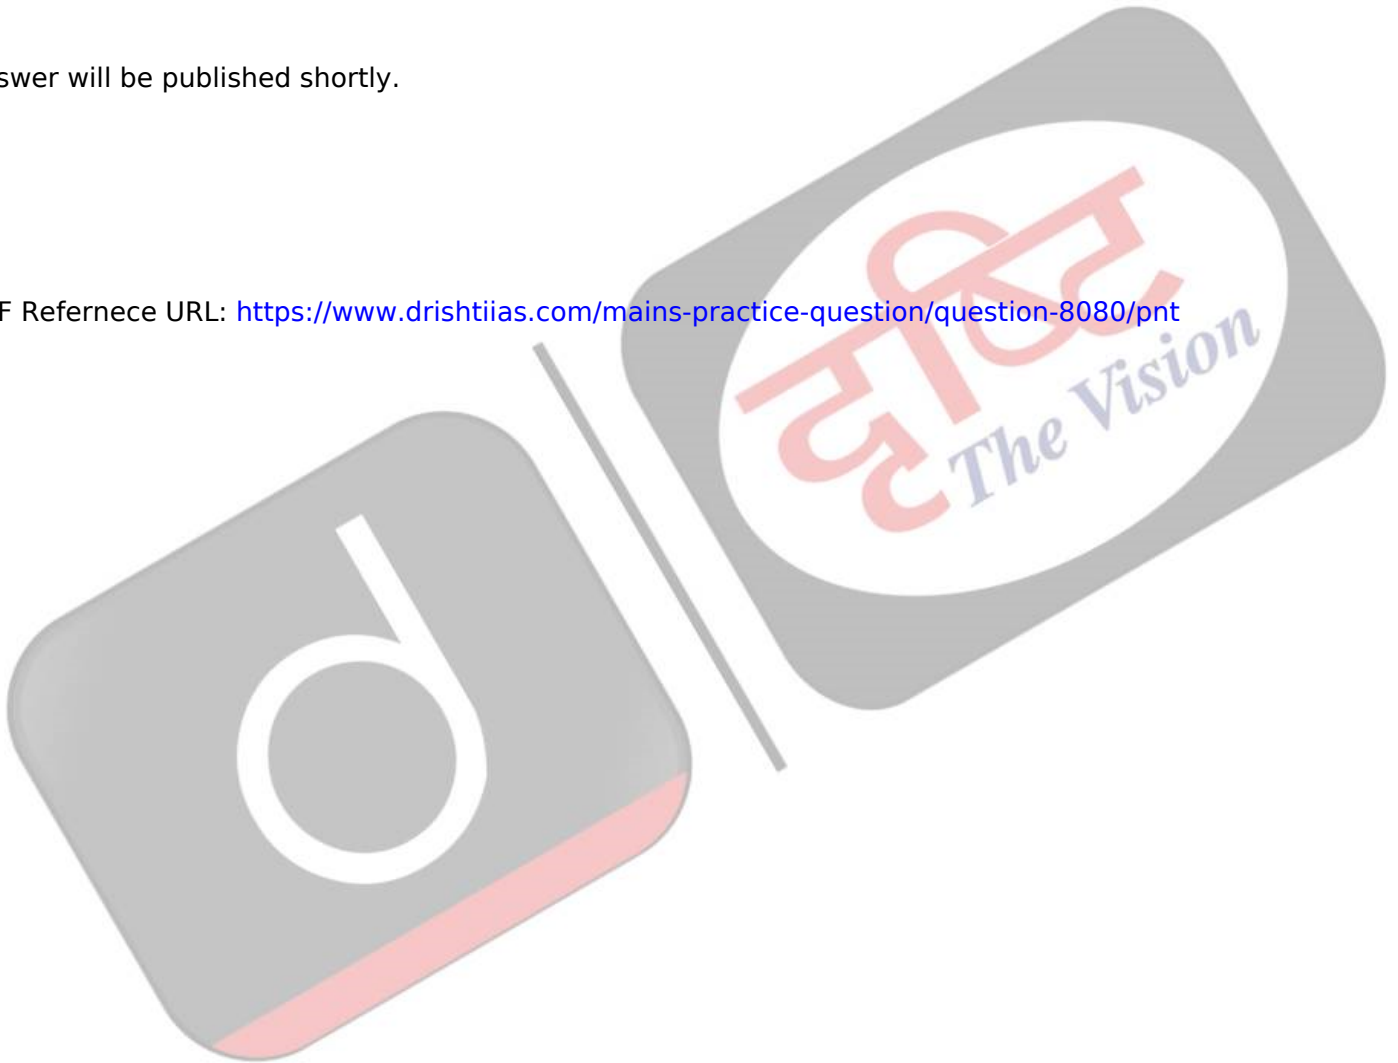 swer will be published shortly.
F Refernece URL: https://www.drishtiias.com/mains-practice-question/question-8080/pnt
d
दृष्टि
The Vision